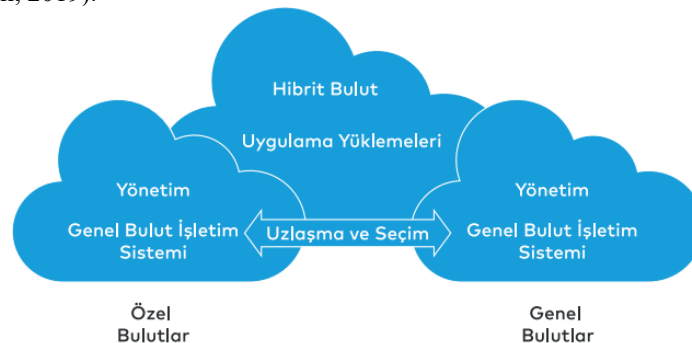 , 2019).
Hibrit Bulut
Uygulama Yüklemeleri
Yönetim
Genel Bulut İşletim
Sistemi
Uzlaşma ve Seçim
Yönetim
Genel Bulut İşletim
Sistemi
Özel
Bulutlar
Genel
Bulutlar